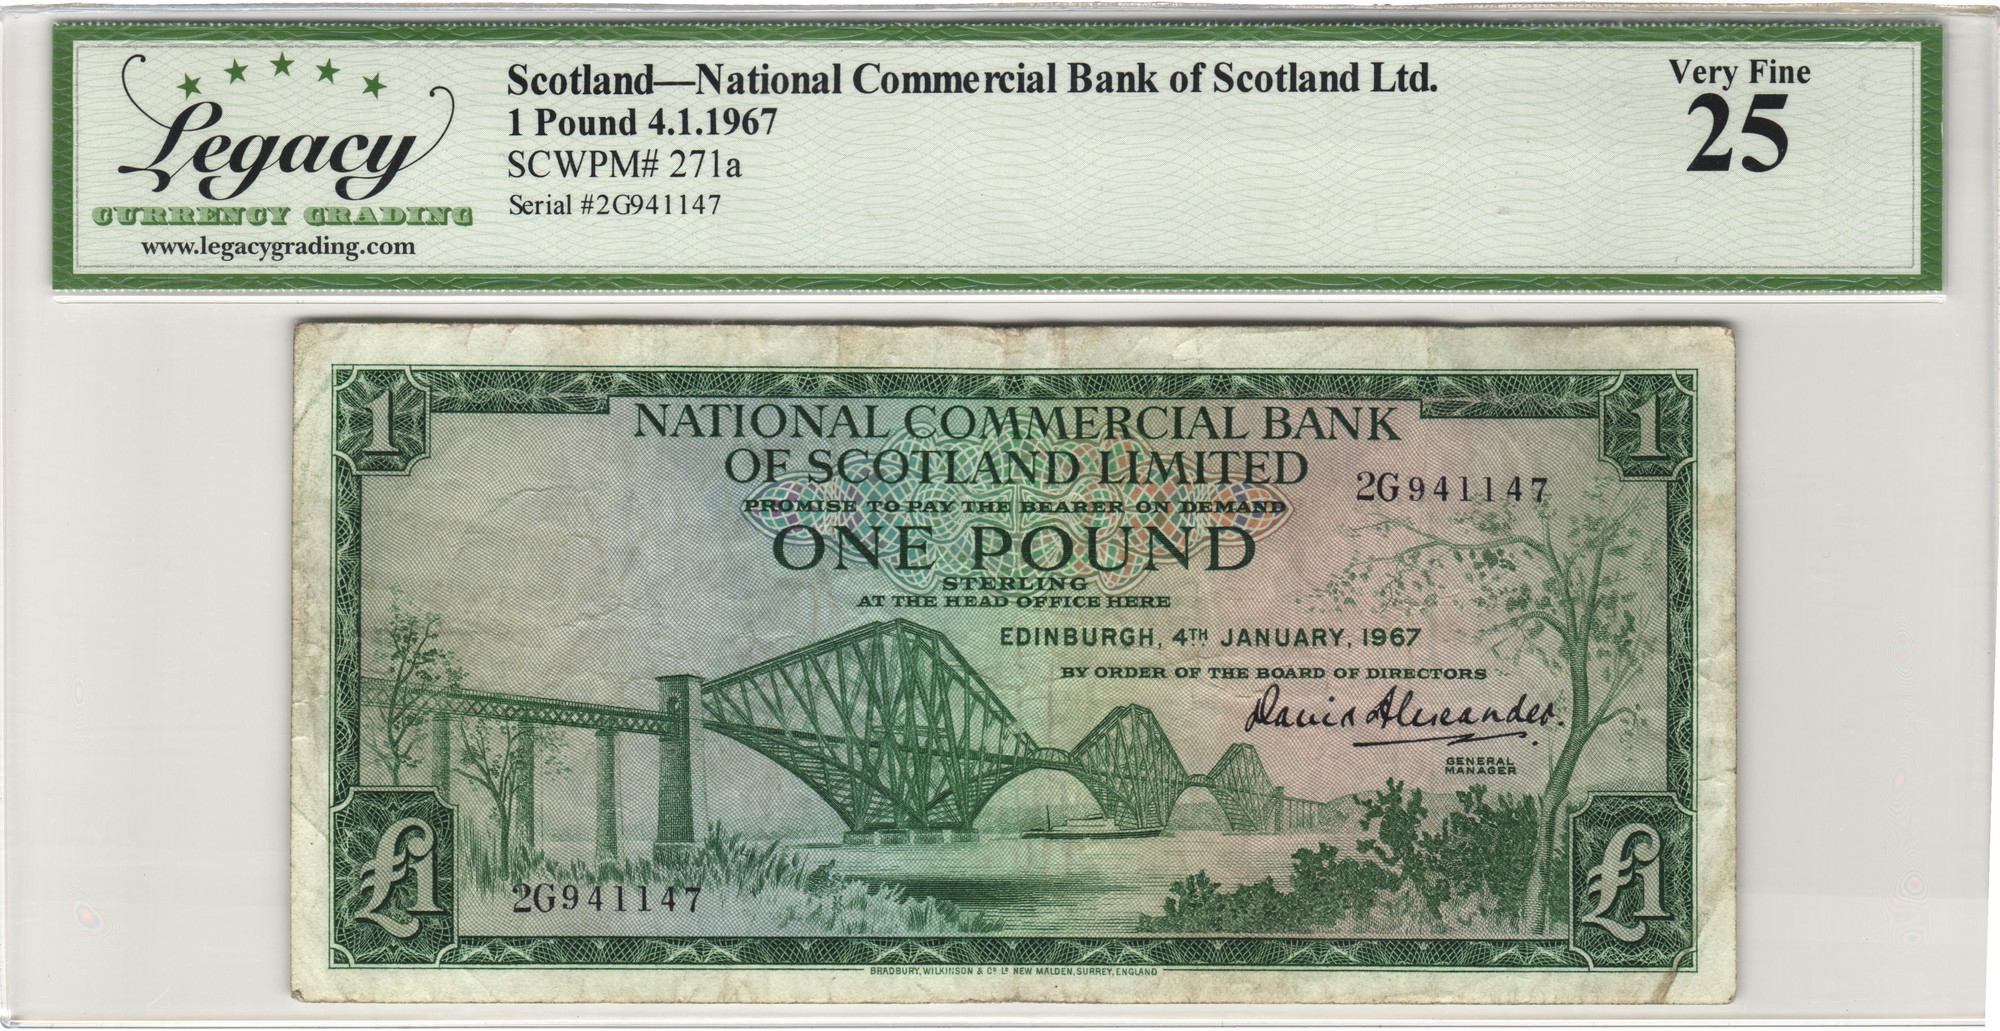 Legacy
CURRENCY GRADING
www.legacygrading.com
Scotland—National Commercial Bank of Scotland Ltd.
1 Pound 4.1.1967
SCWPM# 271a
Serial #2G941147
Very Fine
25
1
1
NATIONAL COMMERCIAL BANK
OF SCOTLAND LIMITED
2G941147
PROMISE TO PAY THE BEARER ON DEMAND
ONE POUND
STERLING
AT THE HEAD OFFICE HERE
EDINBURGH, 4TH JANUARY, 1967
BY ORDER OF THE BOARD OF DIRECTORS
David Alexander.
GENERAL
MANAGER
£1
2G941147
£1
BRADBURY, WILKINSON & Cº Lº NEW MALDEN, SURREY, ENGLAND